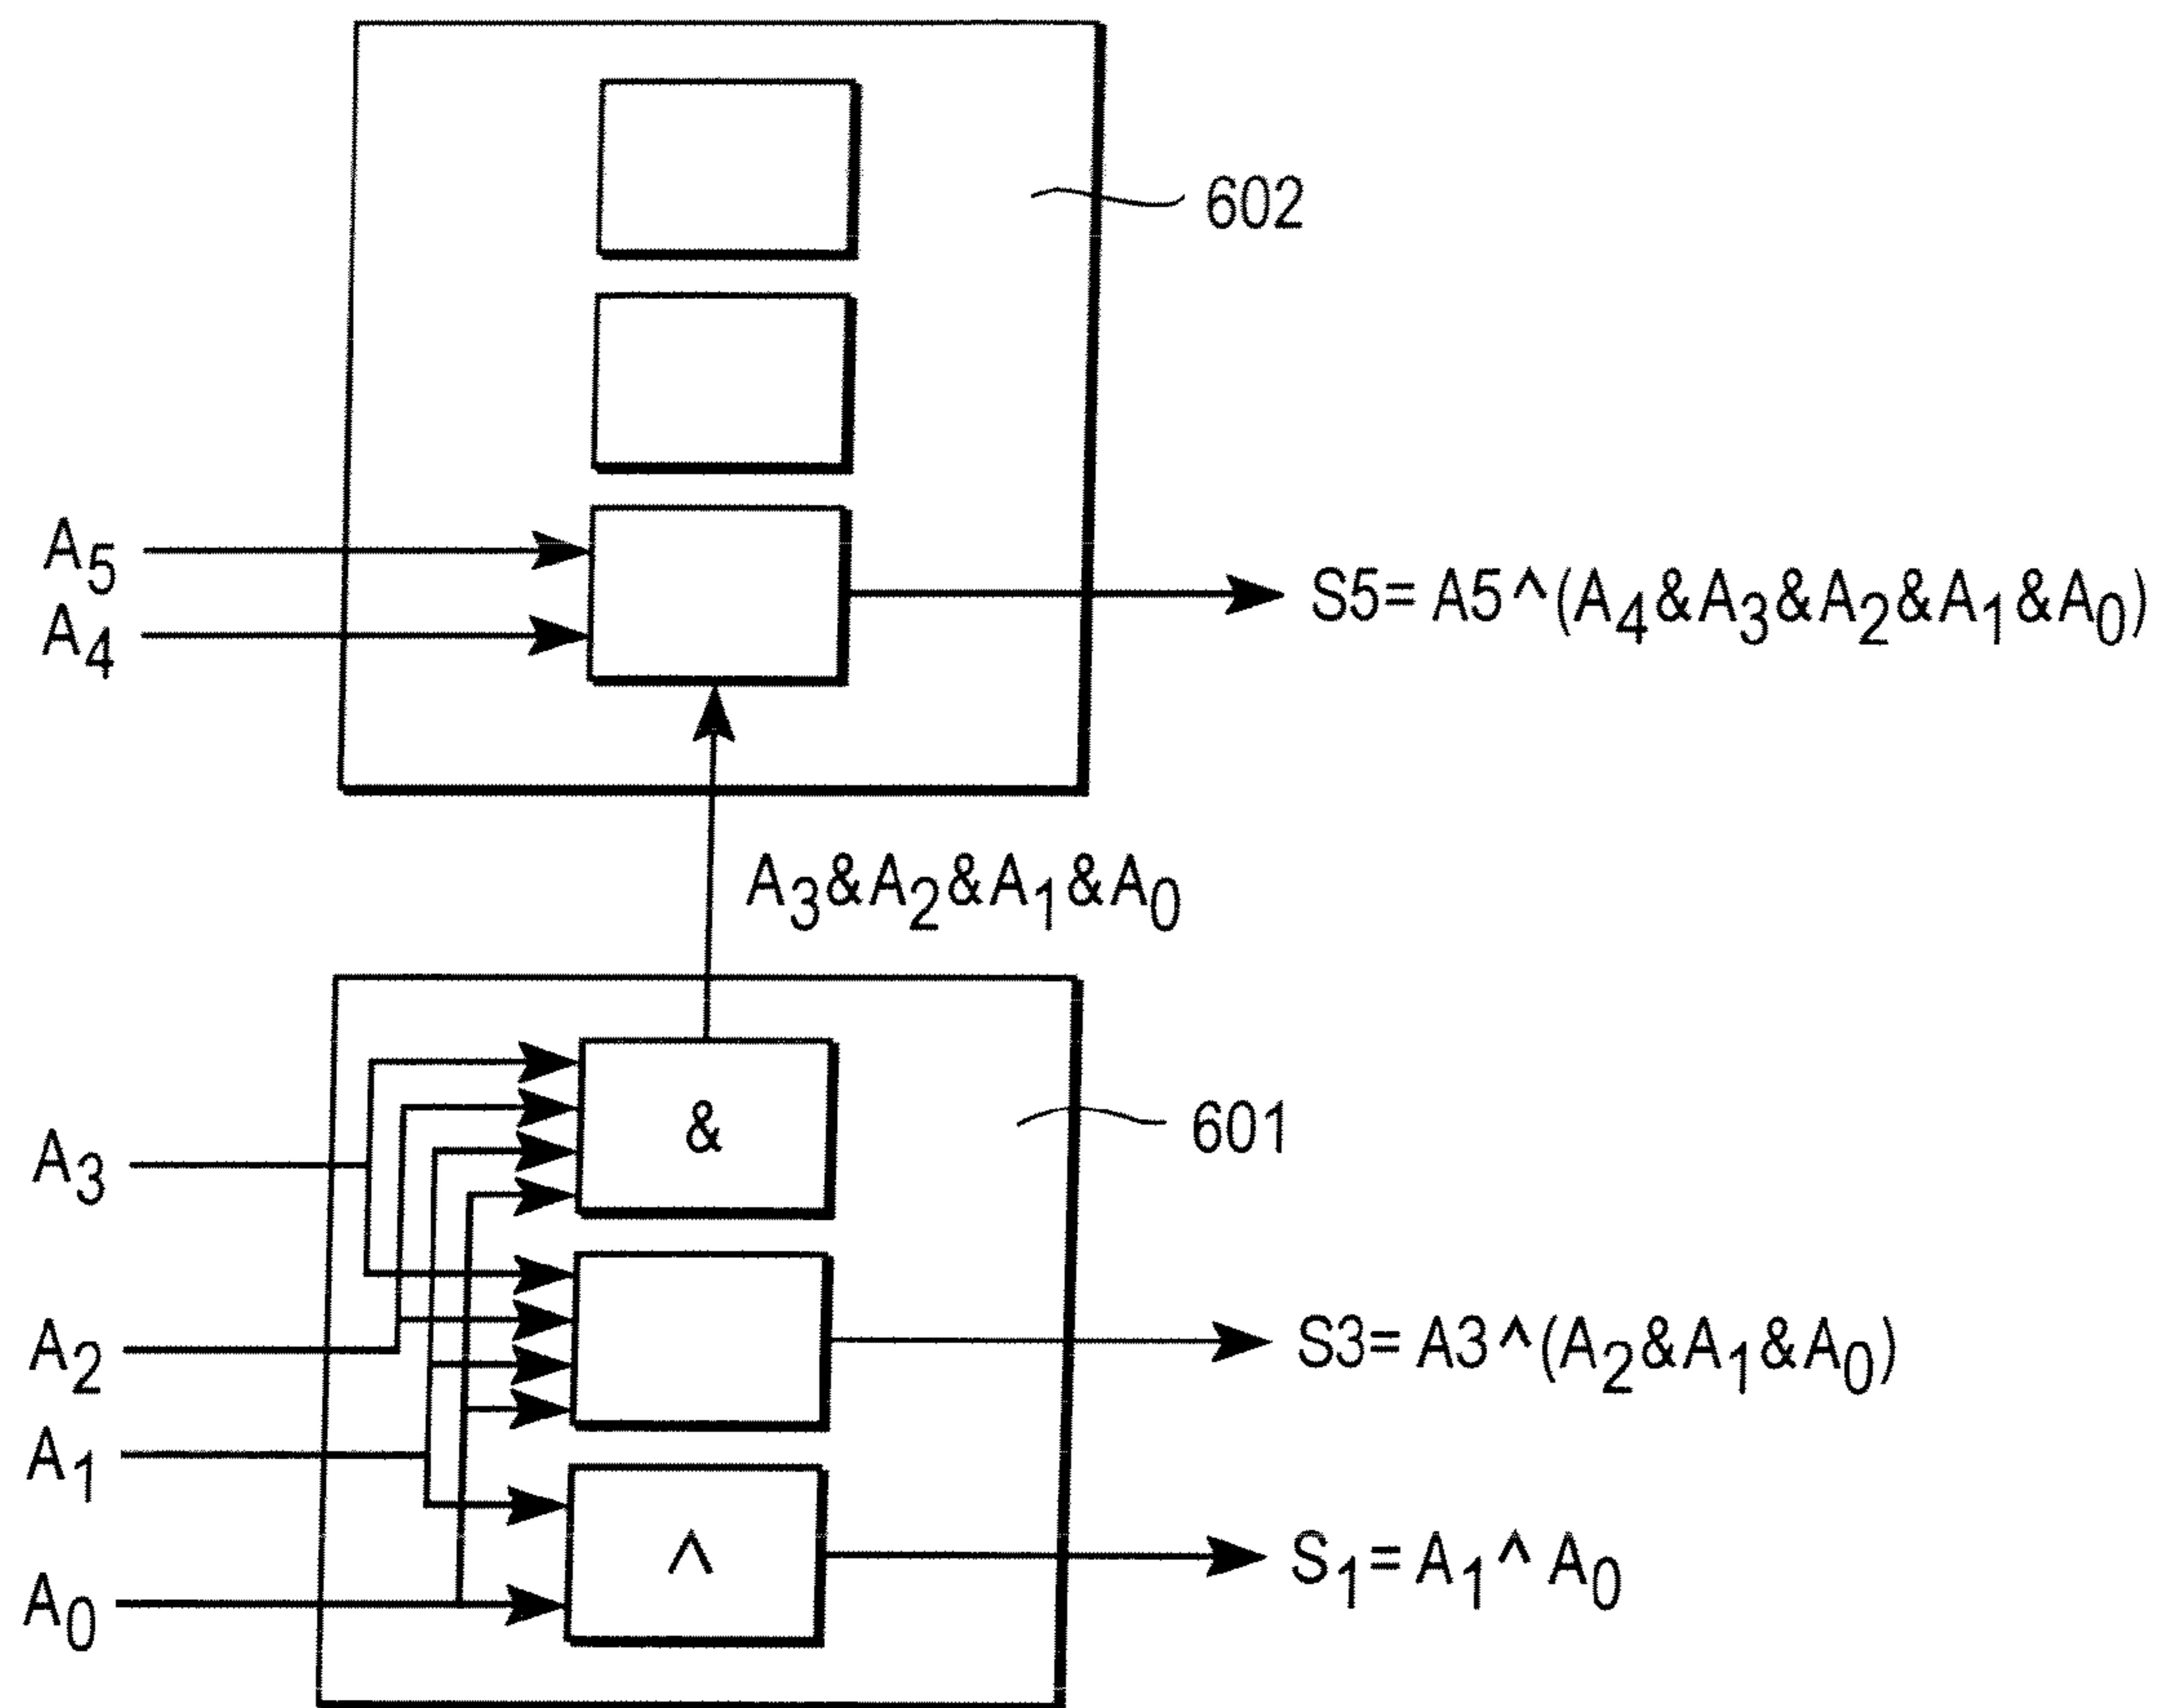 602
A5
A4
S5= A5^(A4&A3&A2&A1&A0)
A3&A2&A1&A0
&
601
A3
A2
S3= A3^(A2&A1&A0)
A1
^
S1= A1^ A0
A0